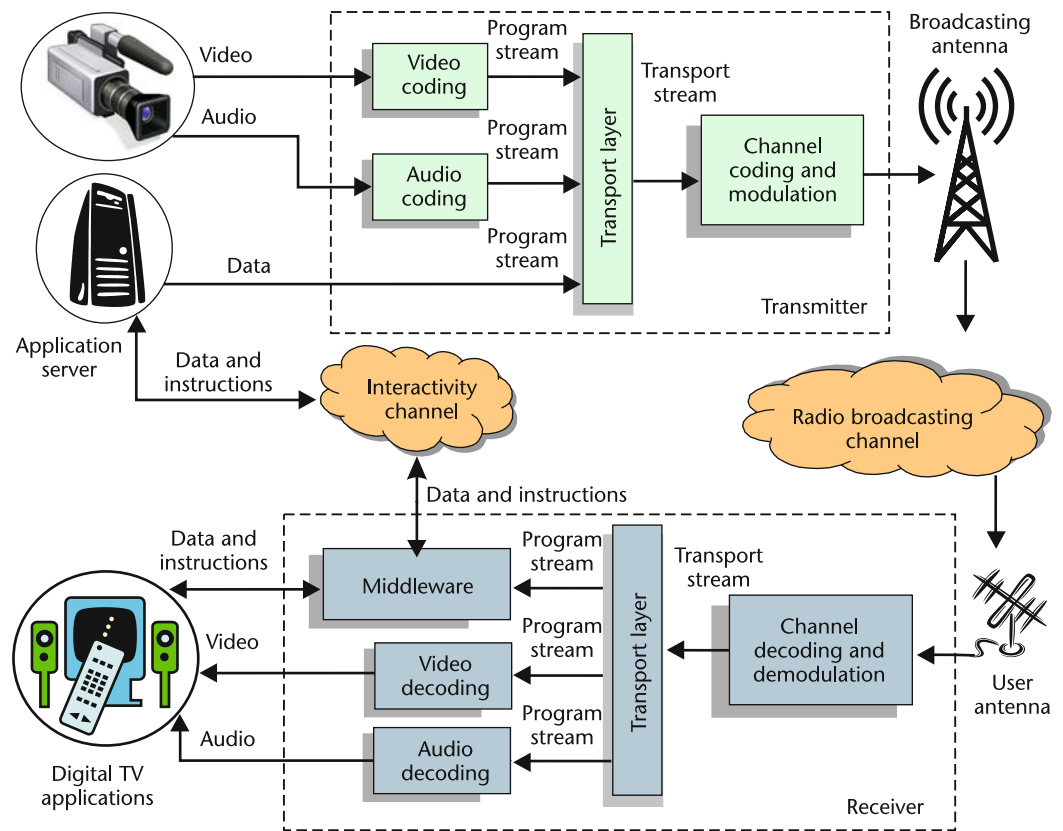 Video
Audio
Program
stream
Video
coding
Program
stream
Audio
coding
Program
stream
Data
Transport layer
Transport
stream
Channel
coding and
modulation
Transmitter
Broadcasting
antenna
Application
server
Data and
instructions
Interactivity
channel
Radio broadcasting
channel
Data and instructions
Data and
instructions
Middleware
Program
stream
Transport
stream
Video
Video
decoding
Program
stream
Transport layer
Channel
decoding and
demodulation
User
antenna
Audio
Audio
decoding
Program
stream
Digital TV
applications
Receiver